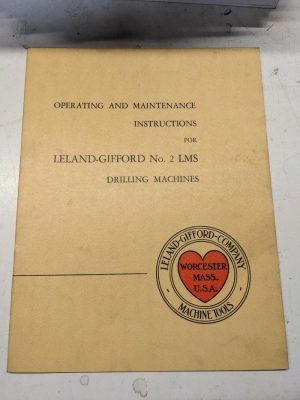 OPERATING AND MAINTENANCE
INSTRUCTIONS
FOR
LELAND-GIFFORD No. 2 LMS
DRILLING MACHINES
LELAND-GIFFORD-COMPANY
WORCESTER
MASS.
U.S.A.
MACHINE TOOLS